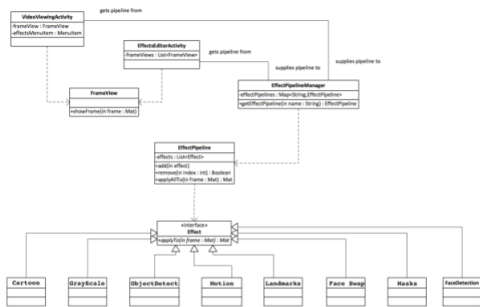 VideoViewingActivity
-frameView : FrameView
-effectsMenuItem : MenuItem
gets pipeline from
EffectsEditorActivity
-frameViews : List<FrameView>
gets pipeline from
supplies pipeline to
supplies pipeline to
FrameView
+showFrame(in frame : Mat)
EffectPipelineManager
-effectPipelines : Map<String,EffectPipeline>
+getEffectPipeline(in name : String) : EffectPipeline
EffectPipeline
-effects : List<Effect>
+add(in effect)
+remove(in index : int) : Boolean
+applyAllTo(in frame : Mat) : Mat
«interface»
Effect
+applyTo(in frame : Mat) : Mat
Cartoon
GrayScale
ObjectDetect
Motion
Landmarks
Face Swap
Masks
FaceDetection